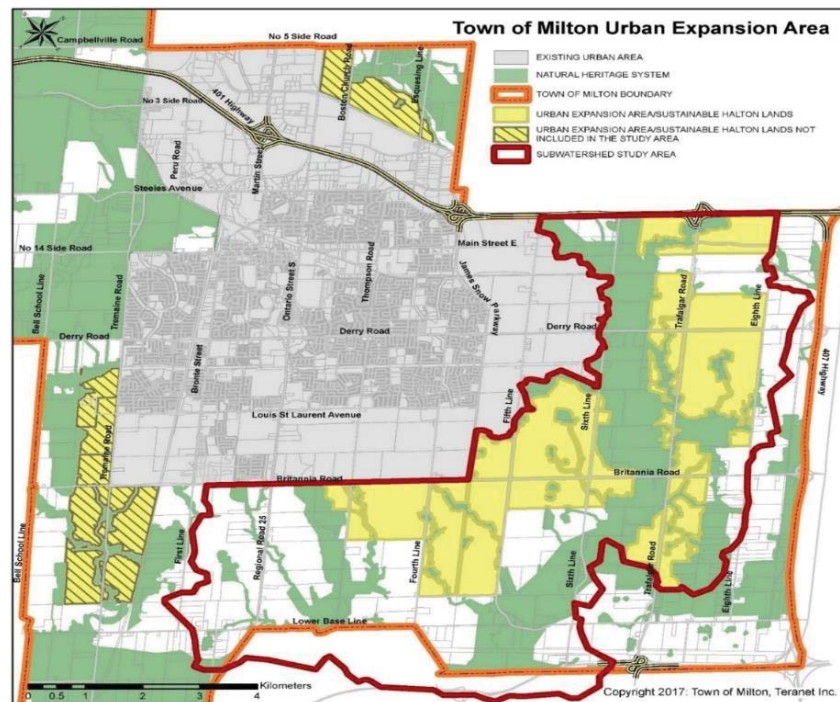 Town of Milton Urban Expansion Area
EXISTING URBAN AREA
NATURAL HERITAGE SYSTEM
TOWN OF MILTON BOUNDARY
URBAN EXPANSION AREA/SUSTAINABLE HALTON LANDS
URBAN EXPANSION AREA/SUSTAINABLE HALTON LANDS NOT
INCLUDED IN THE STUDY AREA
SUBWATERSHED STUDY AREA
Campbellville Road
No 5 Side Road
No 3 Side Road
401 Highway
Boston Church Road
Esquesing Line
Peru Road
Martin Street
Steeles Avenue
No 14 Side Road
Main Street E
Bell School Line
Tremaine Road
Ontario Street S
Thompson Road
James Snow Parkway
Trafalgar Road
Eighth Line
Derry Road
Derry Road
Derry Road
Bronte Street
407 Highway
Louis St Laurent Avenue
Fifth Line
Sixth Line
Tremaine Road
Britannia Road
Britannia Road
Bell School Line
First Line
Regional Road 25
Fourth Line
Sixth Line
Trafalgar Road
Eighth Line
Lower Base Line
Kilometers
0 0.5 1 2 3 4
Copyright 2017: Town of Milton, Teranet Inc.